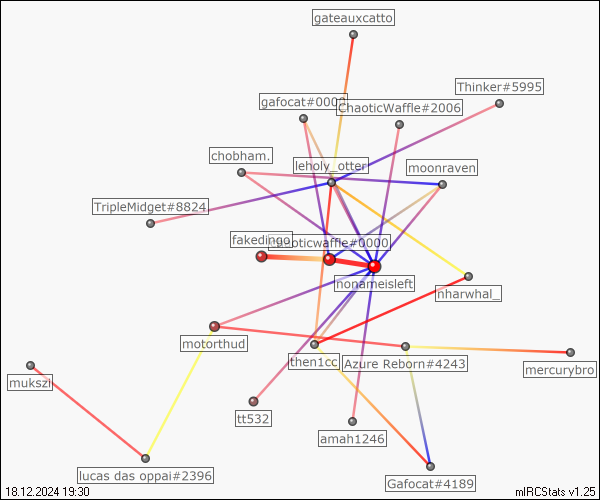 gateauxcatto
Thinker#5995
gafocat#000
ChaoticWaffle#2006
chobham.
leholy_otter
moonraven
TripleMidget#8824
fakedingo
chaoticwaffle#0000
nonameisleft
nharwhal_
motorthud
then1cc
Azure Reborn#4243
mercurybro
mukszi
tt532
amah1246
lucas das oppai#2396
Gafocat#4189
18.12.2024 19:30
mIRCStats v1.25